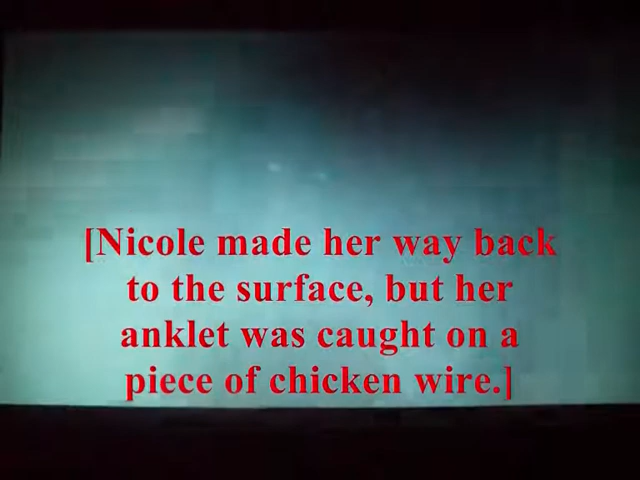 [Nicole made her way back
to the surface, but her
anklet was caught on a
piece of chicken wire.]